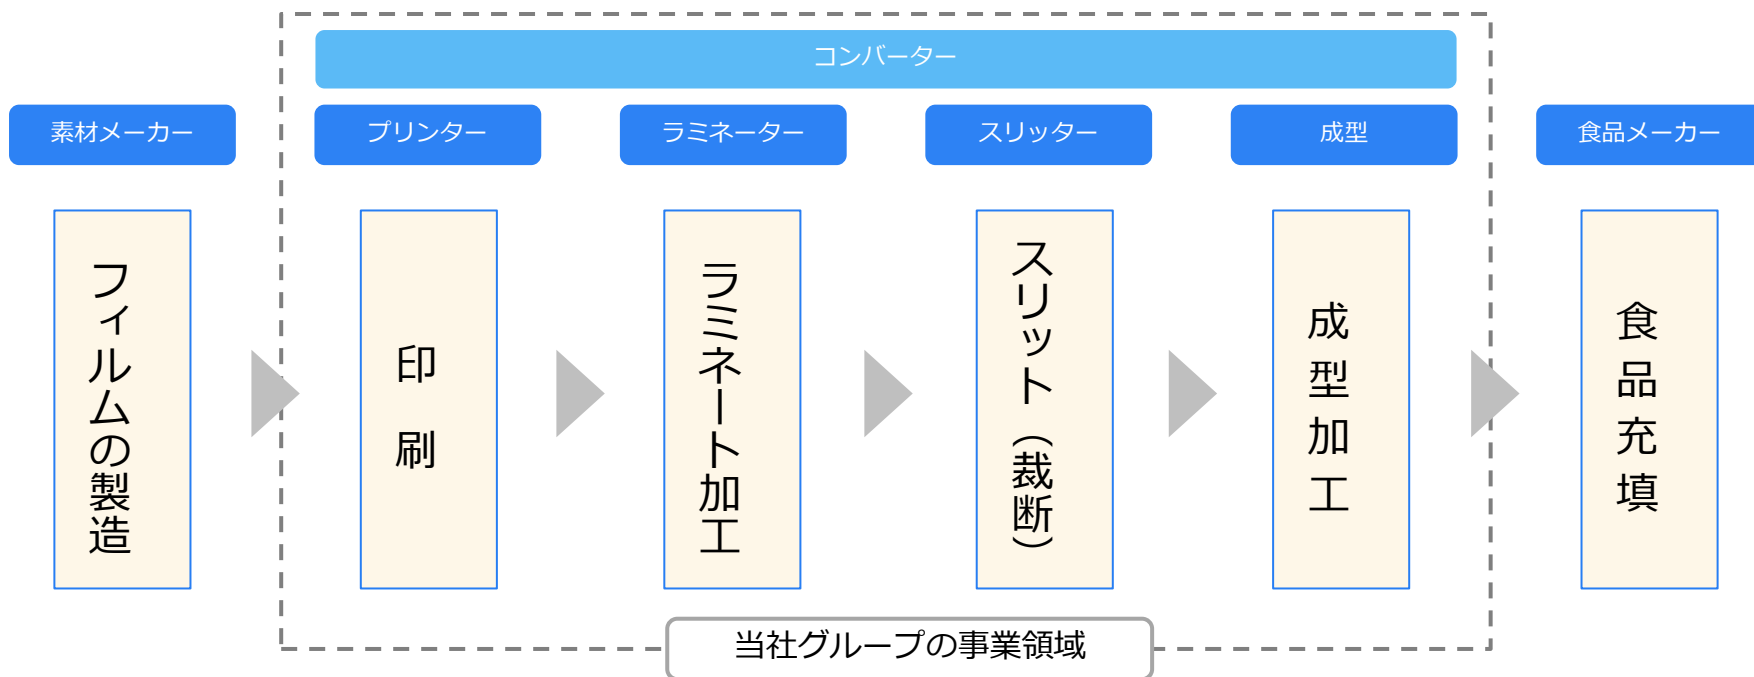 コンバーター
素材メーカー
プリンター
ラミネーター
スリッター
成型
食品メーカー
フィルムの製造
印刷
ラミネート加工
スリット（裁断）
成型加工
食品充填
当社グループの事業領域